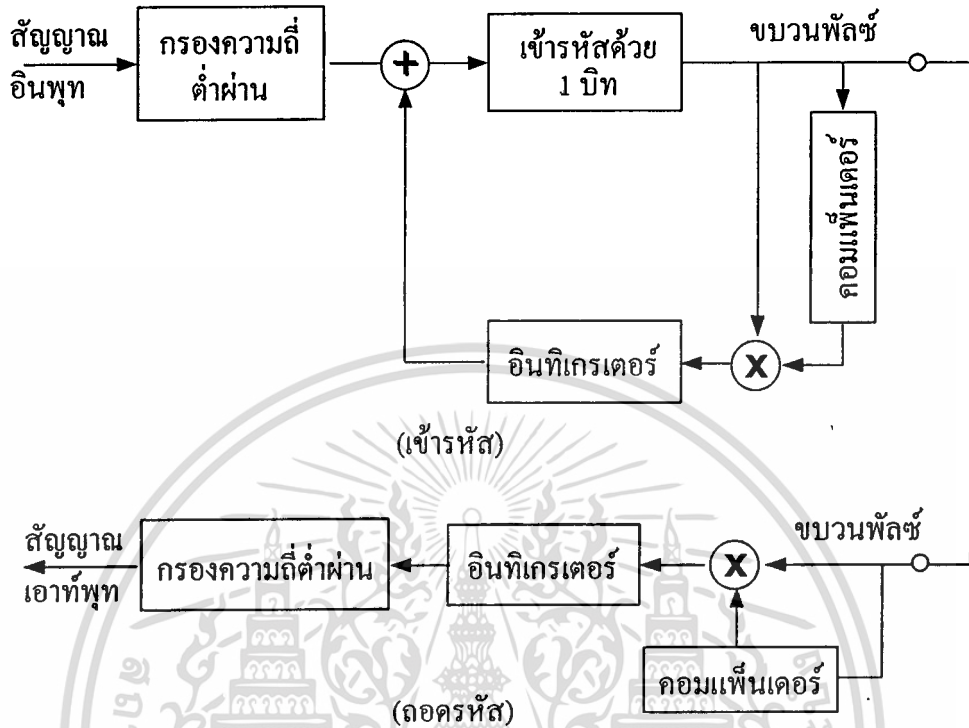 สัญญาณ
อินพุท
กรองความถี่
ต่ำผ่าน
+
เข้ารหัสด้วย
1 บิท
ขบวนพัลซ์
คอมแพ็นเดอร์
X
อินทิเกรเตอร์
(เข้ารหัส)
สัญญาณ
เอาท์พุท
กรองความถี่ต่ำผ่าน
อินทิเกรเตอร์
X
ขบวนพัลซ์
คอมแพ็นเดอร์
(ถอดรหัส)